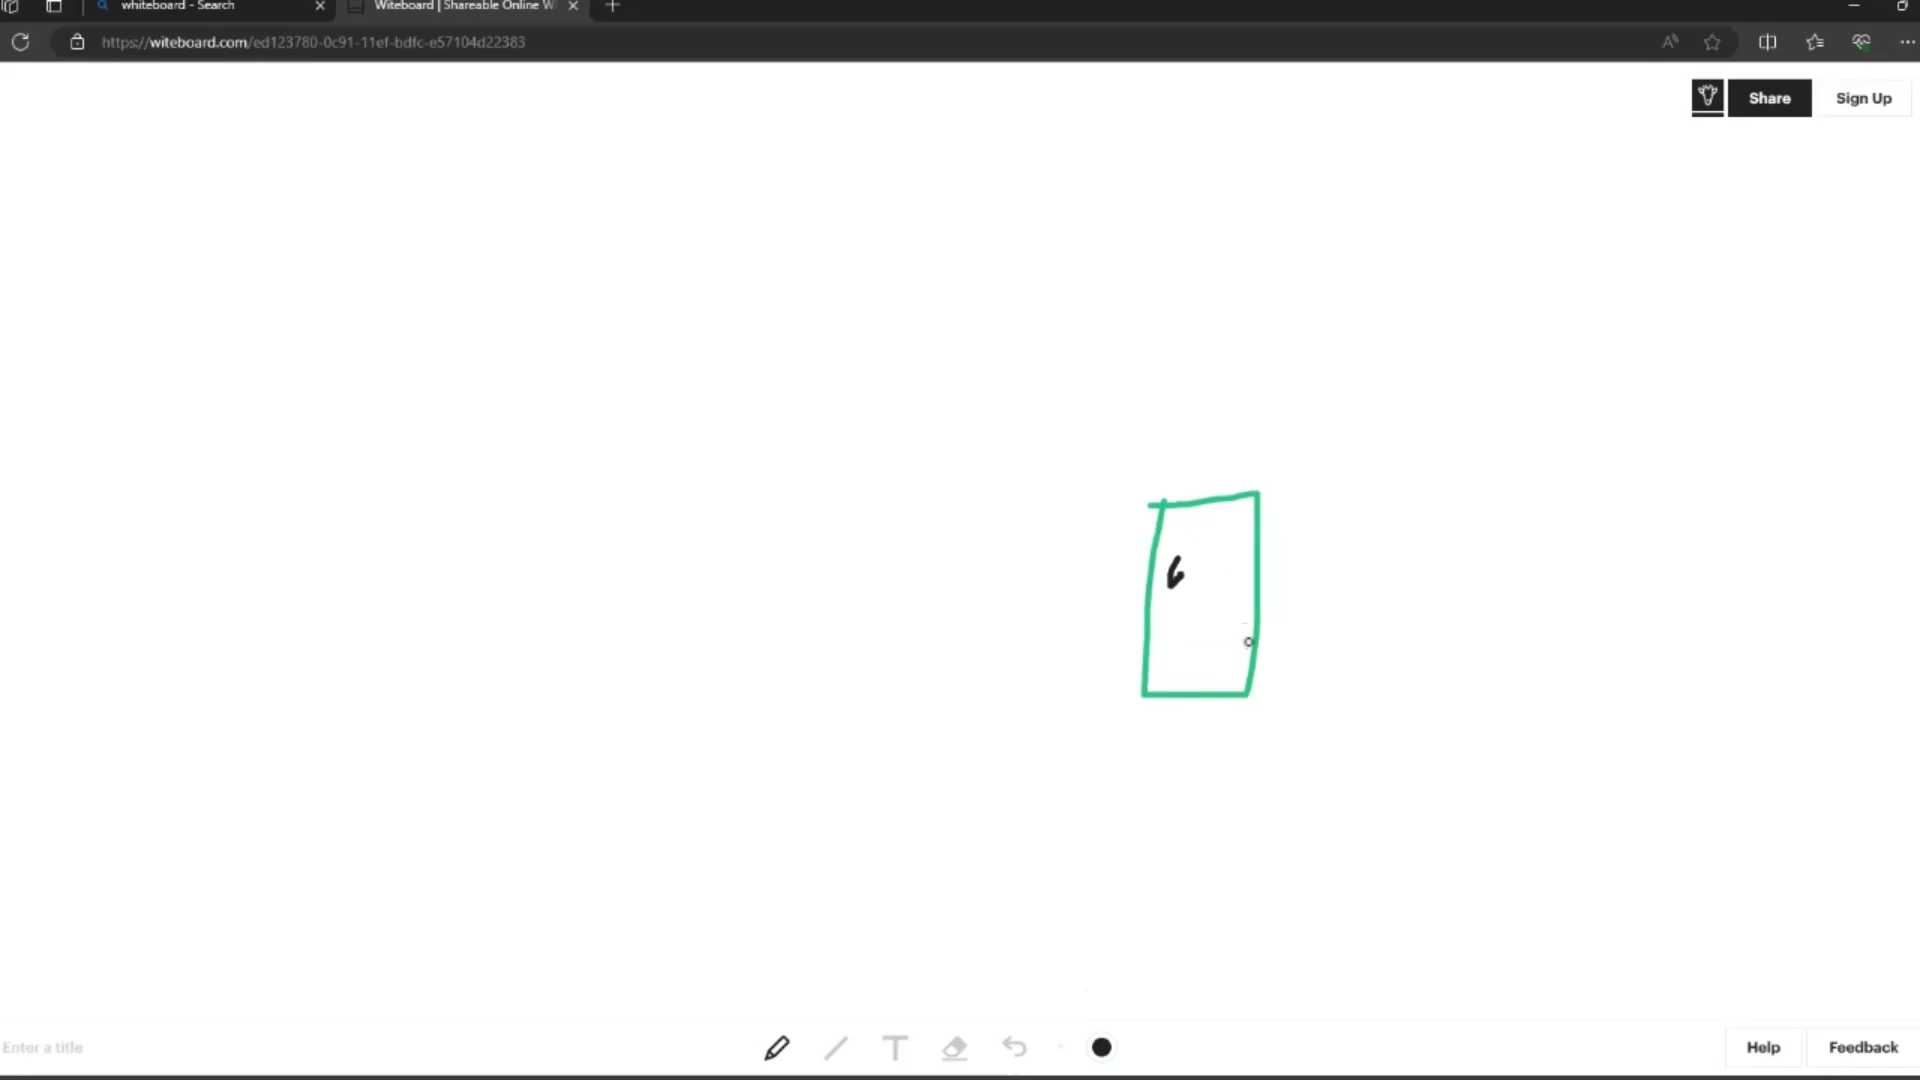 whiteboard - Search
Witeboard | Shareable Online W
https://witeboard.com/ed123780-0c91-11ef-bdfc-e57104d22383
Share
Sign Up
6
Enter a title
T
Help
Feedback